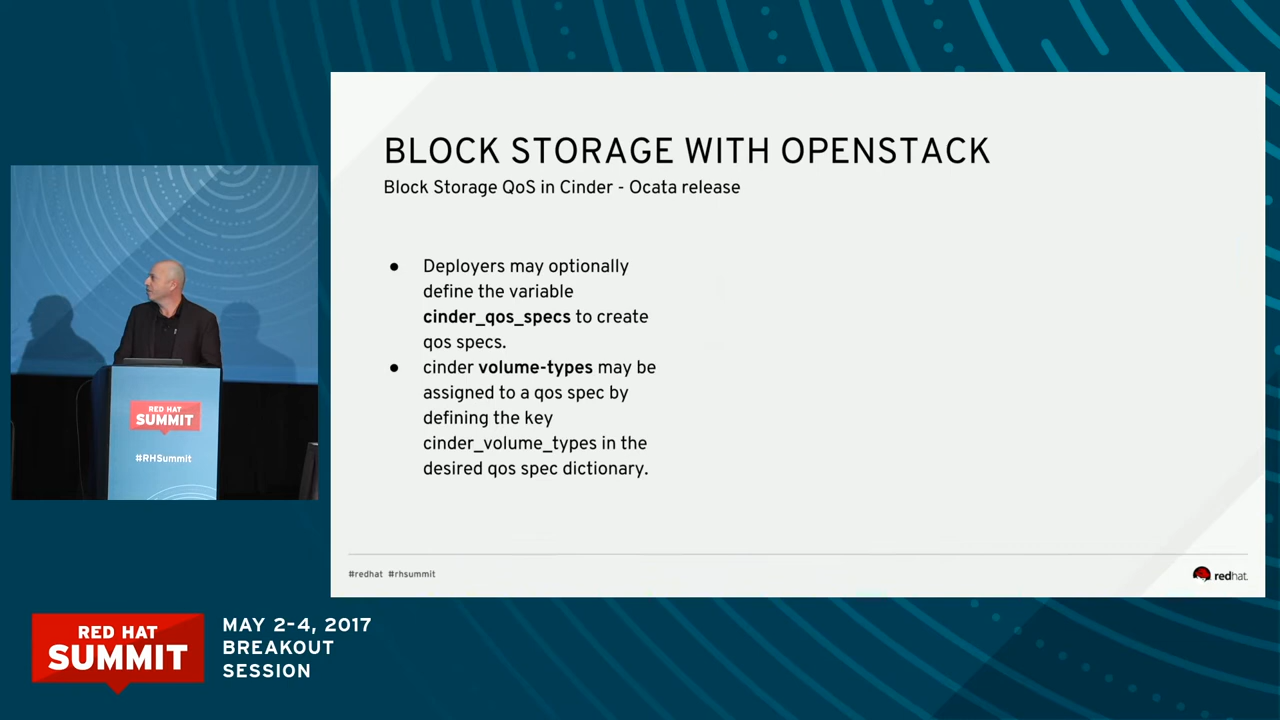 BLOCK STORAGE WITH OPENSTACK
Block Storage QoS in Cinder - Ocata release
● Deployers may optionally
define the variable
cinder_qos_specs to create
qos specs.
● cinder volume-types may be
assigned to a qos spec by
defining the key
cinder_volume_types in the
desired qos spec dictionary.
#redhat #rhsummit
redhat.
RED HAT
SUMMIT
#RHSummit
RED HAT
SUMMIT
MAY 2-4, 2017
BREAKOUT
SESSION